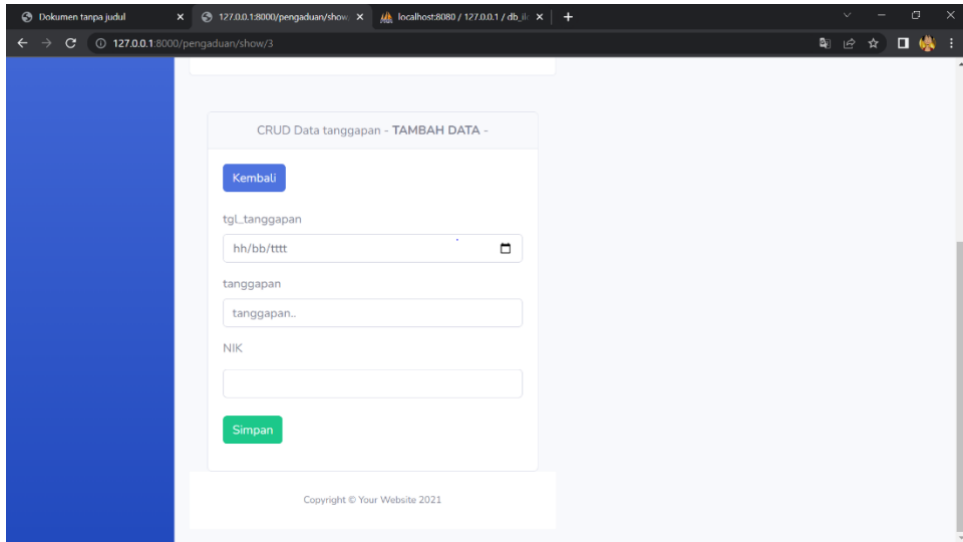 Dokumen tanpa judul
127.0.0.1:8000/pengaduan/show
localhost:8080 / 127.0.0.1 / db_il
127.0.0.1:8000/pengaduan/show/3
CRUD Data tanggapan - TAMBAH DATA -
Kembali
tgl_tanggapan
hh/bb/tttt
tanggapan
tanggapan..
NIK
Simpan
Copyright © Your Website 2021